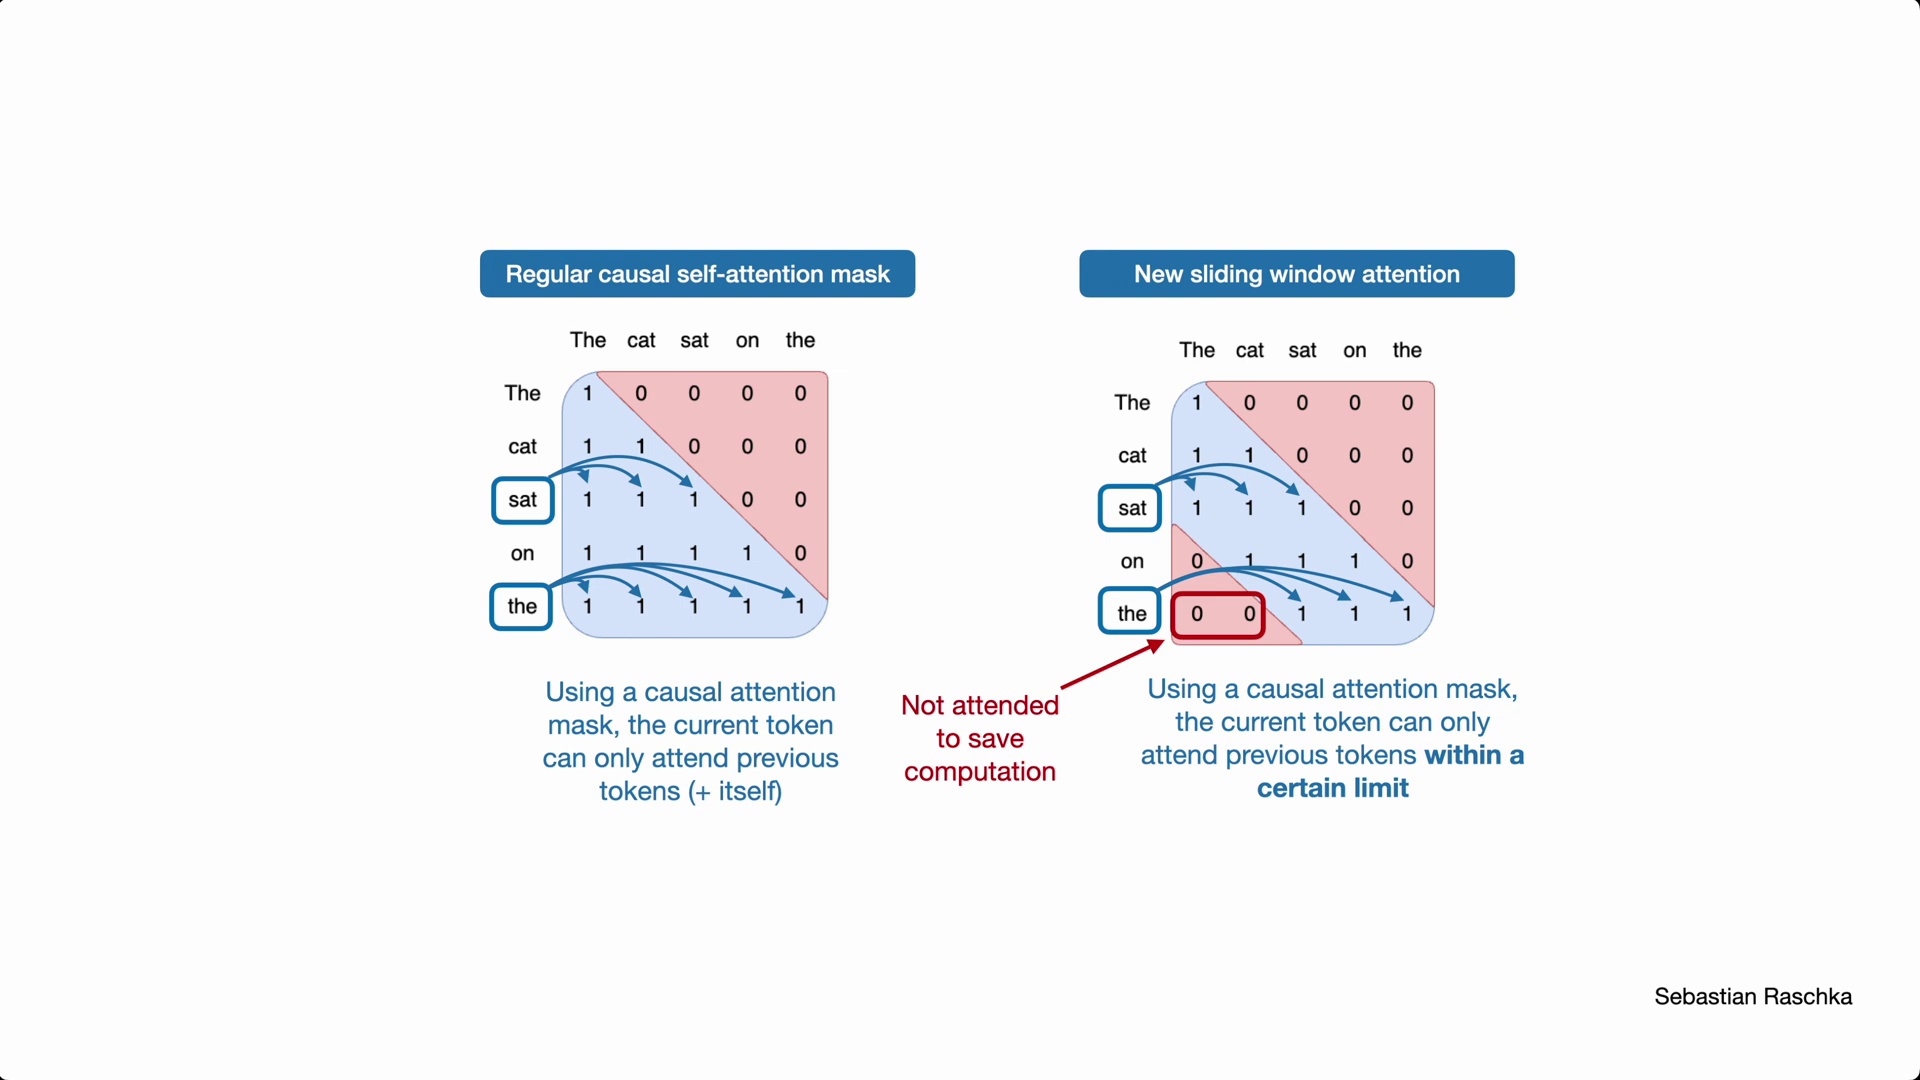 Regular causal self-attention mask
The cat sat on the
The 1 0 0 0 0
cat 1 1 0 0 0
sat 1 1 1 0 0
on 1 1 1 1 0
the 1 1 1 1 1
Using a causal attention
mask, the current token
can only attend previous
tokens (+ itself)
New sliding window attention
The cat sat on the
The 1 0 0 0 0
cat 1 1 0 0 0
sat 1 1 1 0 0
on 0 1 1 1 0
the 0 0 1 1 1
Not attended
to save
computation
Using a causal attention mask,
the current token can only
attend previous tokens within a
certain limit
Sebastian Raschka